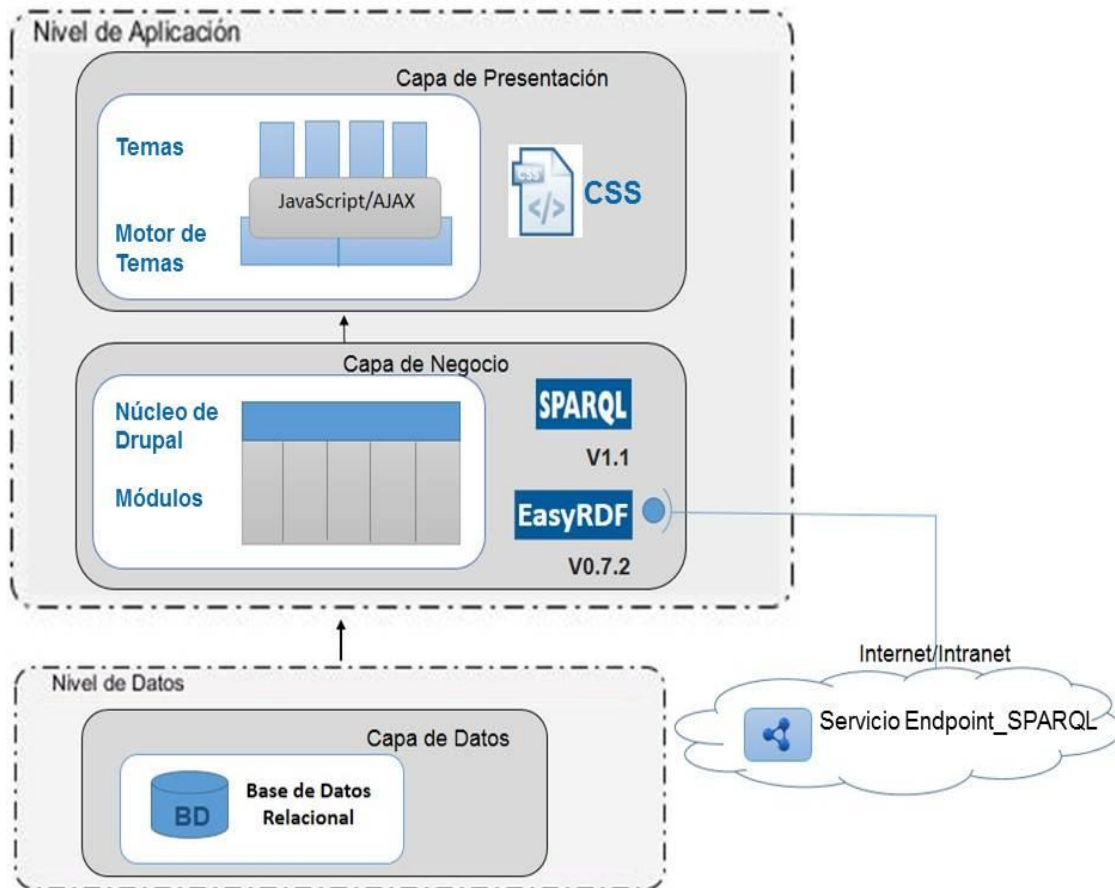 Nivel de Aplicación
Capa de Presentación
Temas
JavaScript/AJAX
Motor de
Temas
CSS
CSS
Capa de Negocio
Núcleo de
Drupal
Módulos
SPARQL
V1.1
EasyRDF
V0.7.2
Nivel de Datos
Capa de Datos
BD
Base de Datos
Relacional
Internet/Intranet
Servicio Endpoint_SPARQL